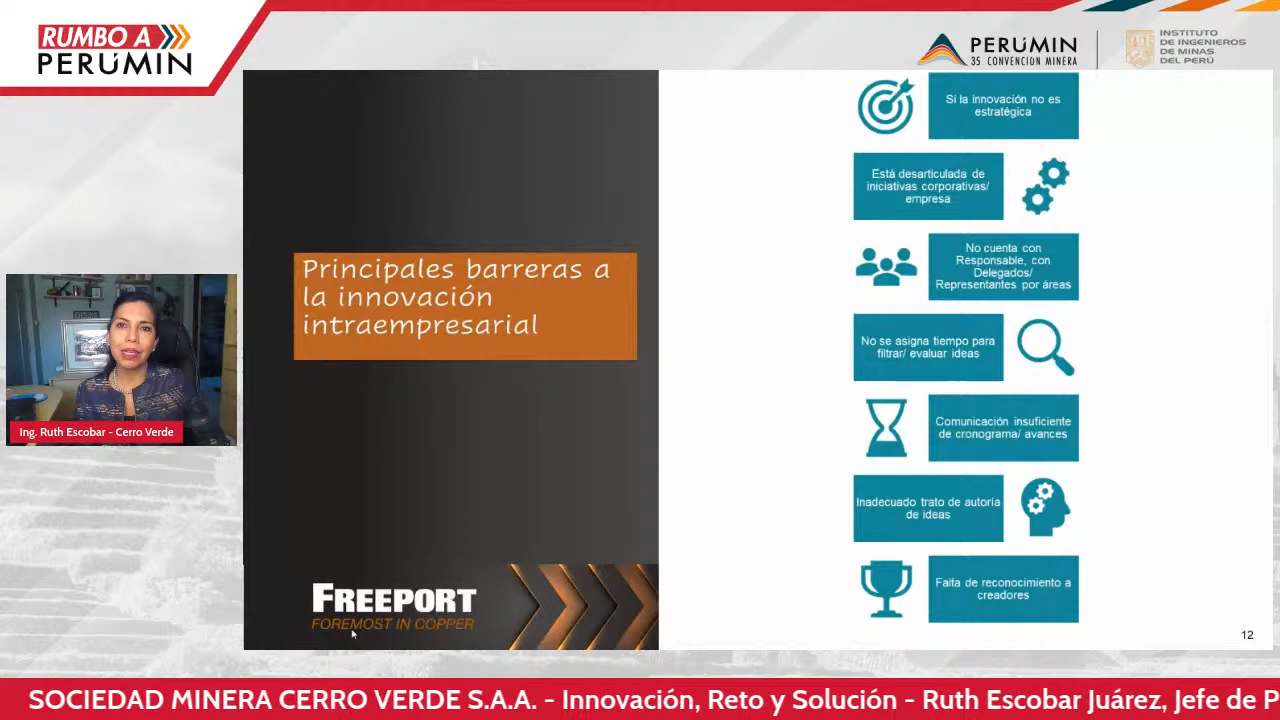 RUMBO A
PERÚMIN
PERÚMIN
35 CONVENCIÓN MINERA
INSTITUTO
DE INGENIEROS
DE MINAS
DEL PERÚ
Principales barreras a
la innovación
intraempresarial
Si la innovación no es
estratégica
Está desarticulada de
iniciativas corporativas/
empresa
No cuenta con
Responsable, con
Delegados/
Representantes por áreas
No se asigna tiempo para
filtrar/ evaluar ideas
Comunicación insuficiente
de cronograma/ avances
Inadecuado trato de autoría
de ideas
Falta de reconocimiento a
creadores
Ing. Ruth Escobar - Cerro Verde
FREEPORT
FOREMOST IN COPPER
12
SOCIEDAD MINERA CERRO VERDE S.A.A. - Innovación, Reto y Solución - Ruth Escobar Juárez, Jefe de P